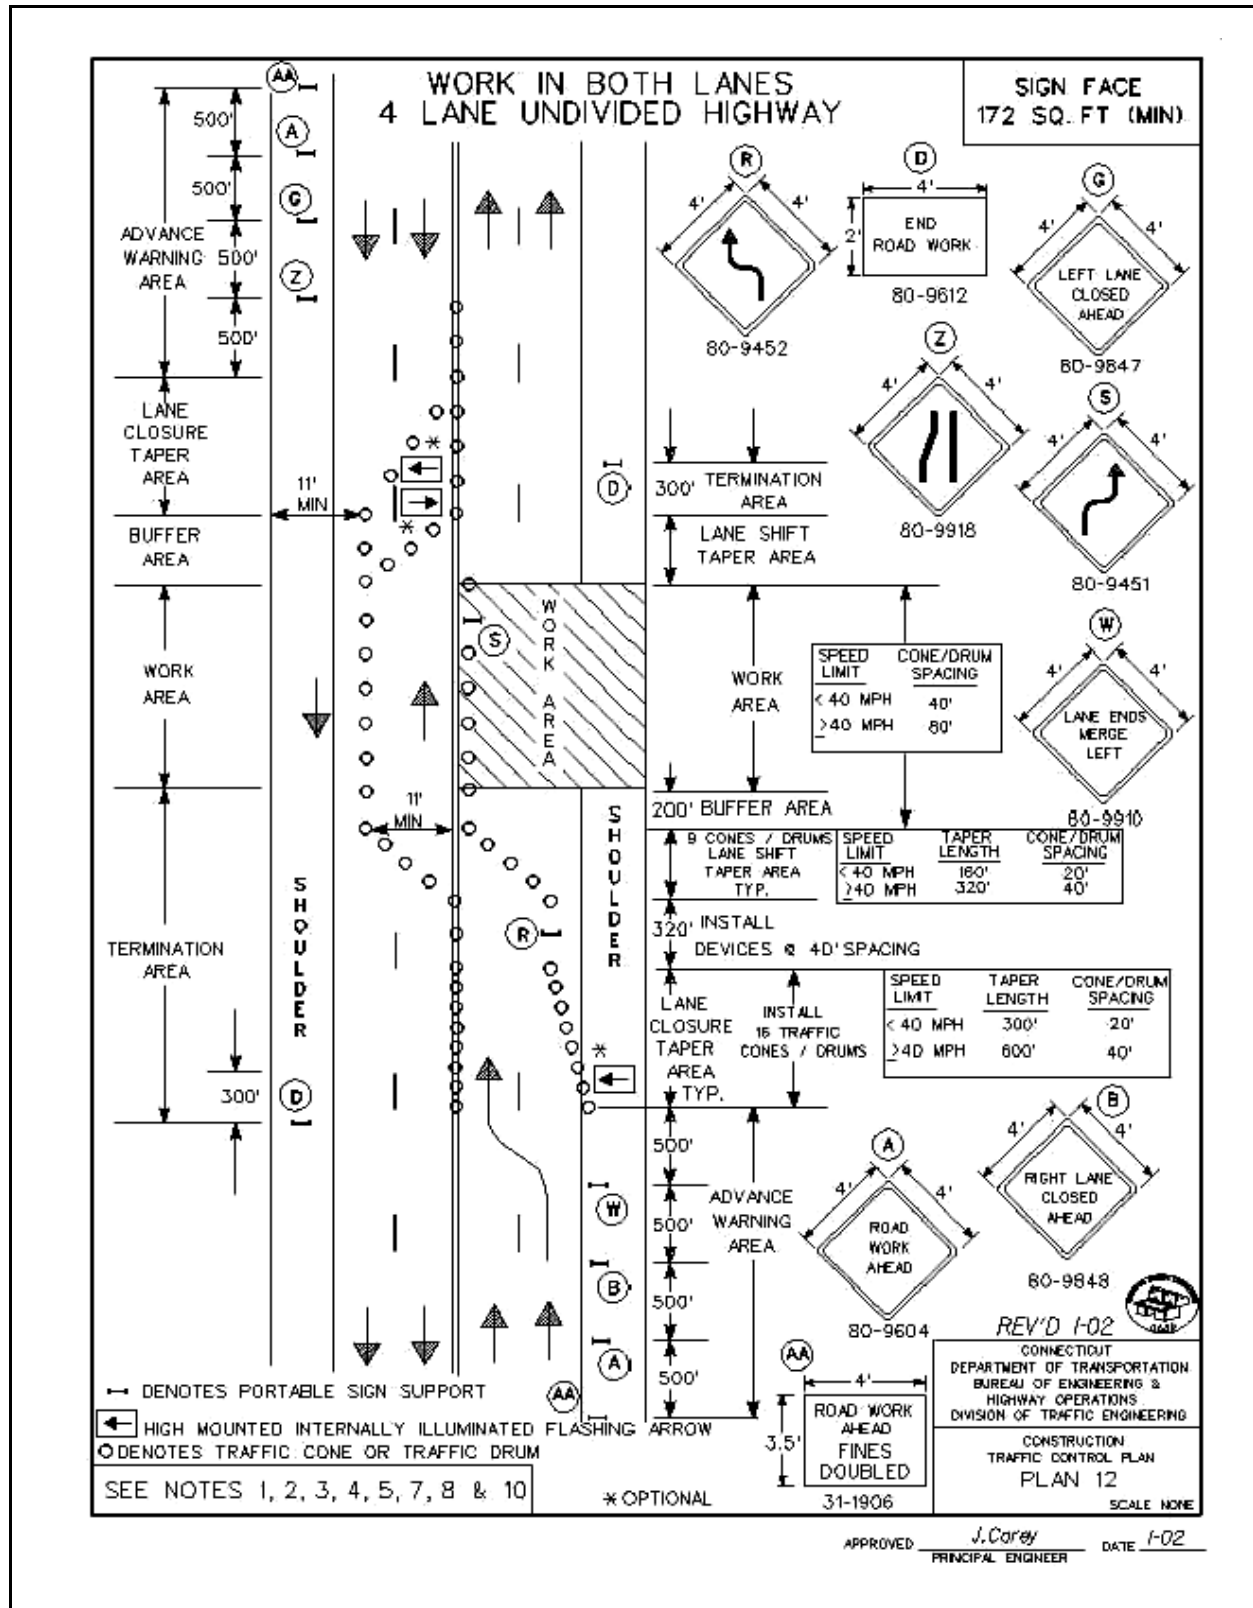 WORK IN BOTH LANES
4 LANE UNDIVIDED HIGHWAY
SIGN FACE
172 SQ. FT (MIN)
AA
500'
A
500'
G
ADVANCE
WARNING
AREA
500'
Z
500'
LANE
CLOSURE
TAPER
AREA
11'
MIN
BUFFER
AREA
WORK
AREA
TERMINATION
AREA
SHOULDER
300'
D
*
*
D
300'
TERMINATION
AREA
LANE SHIFT
TAPER AREA
WORK AREA
S
WORK
AREA
SPEED LIMIT CONE/DRUM SPACING
< 40 MPH 40'
≥40 MPH 80'
11'
MIN
SHOULDER
200' BUFFER AREA
9 CONES / DRUMS
LANE SHIFT
TAPER AREA
TYP.
SPEED LIMIT TAPER LENGTH CONE/DRUM SPACING
< 40 MPH 160' 20'
≥40 MPH 320' 40'
R
320' INSTALL
DEVICES @ 40' SPACING
LANE
CLOSURE
TAPER
AREA
TYP.
INSTALL
16 TRAFFIC
CONES / DRUMS
SPEED LIMIT TAPER LENGTH CONE/DRUM SPACING
< 40 MPH 300' 20'
≥40 MPH 600' 40'
*
500'
W
500'
ADVANCE
WARNING
AREA
B
500'
A
500'
AA
R
4' 4'
80-9452
D
4'
2'
END
ROAD WORK
80-9612
G
4' 4'
LEFT LANE
CLOSED
AHEAD
80-9847
Z
4' 4'
80-9918
S
4' 4'
80-9451
W
4' 4'
LANE ENDS
MERGE
LEFT
80-9910
A
4' 4'
ROAD
WORK
AHEAD
80-9604
B
4' 4'
RIGHT LANE
CLOSED
AHEAD
80-9848
AA
4'
3.5'
ROAD WORK
AHEAD
FINES
DOUBLED
31-1906
DENOTES PORTABLE SIGN SUPPORT
HIGH MOUNTED INTERNALLY ILLUMINATED FLASHING ARROW
DENOTES TRAFFIC CONE OR TRAFFIC DRUM
SEE NOTES 1, 2, 3, 4, 5, 7, 8 & 10
* OPTIONAL
REV'D 1-02
CONNECTICUT
DEPARTMENT OF TRANSPORTATION
BUREAU OF ENGINEERING &
HIGHWAY OPERATIONS
DIVISION OF TRAFFIC ENGINEERING
CONSTRUCTION
TRAFFIC CONTROL PLAN
PLAN 12
SCALE NONE
APPROVED J. Carey DATE 1-02
PRINCIPAL ENGINEER